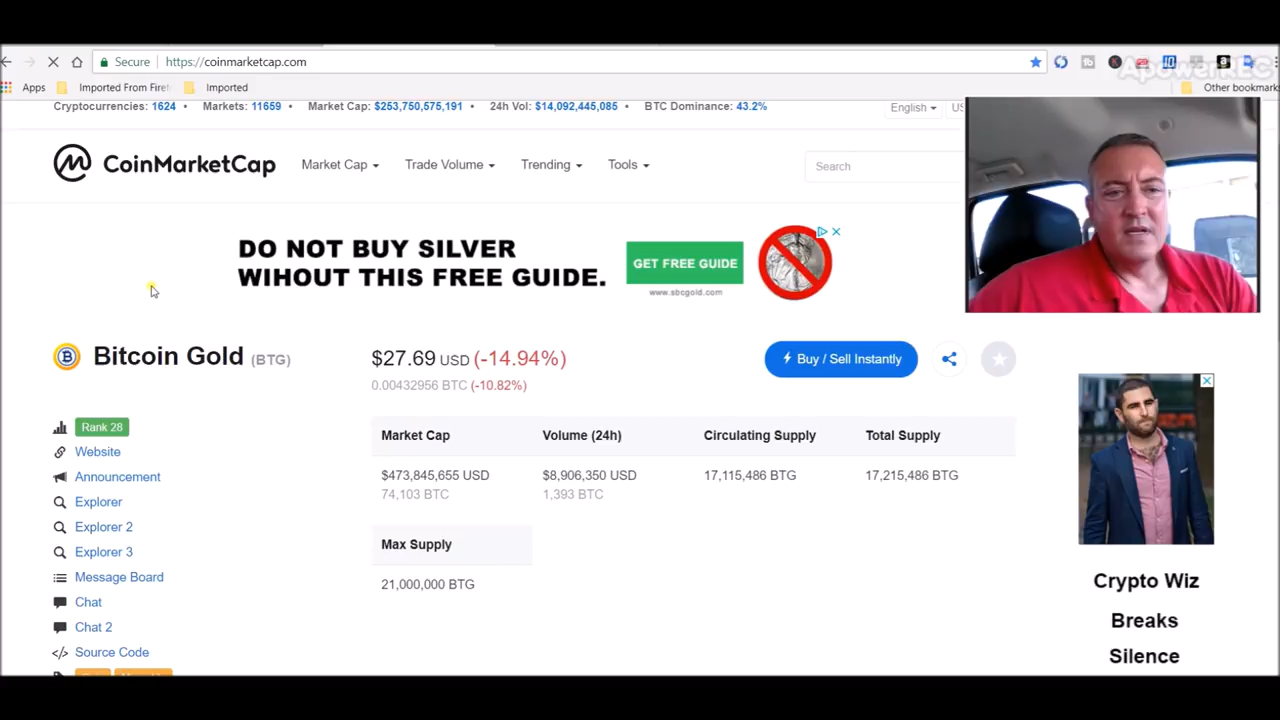 ApowerREC
Secure https://coinmarketcap.com
Apps Imported From Firef Imported Other bookmarks
Cryptocurrencies: 1624 • Markets: 11659 • Market Cap: $253,750,575,191 • 24h Vol: $14,092,445,085 • BTC Dominance: 43.2% English US
CoinMarketCap Market Cap Trade Volume Trending Tools Search
DO NOT BUY SILVER
WIHOUT THIS FREE GUIDE.
GET FREE GUIDE
www.sbcgold.com
Bitcoin Gold (BTG) $27.69 USD (-14.94%) Buy / Sell Instantly
0.00432956 BTC (-10.82%)
Rank 28
Website
Announcement
Explorer
Explorer 2
Explorer 3
Message Board
Chat
Chat 2
Source Code
Market Cap Volume (24h) Circulating Supply Total Supply
$473,845,655 USD $8,906,350 USD 17,115,486 BTG 17,215,486 BTG
74,103 BTC 1,393 BTC
Max Supply
21,000,000 BTG
Crypto Wiz
Breaks
Silence